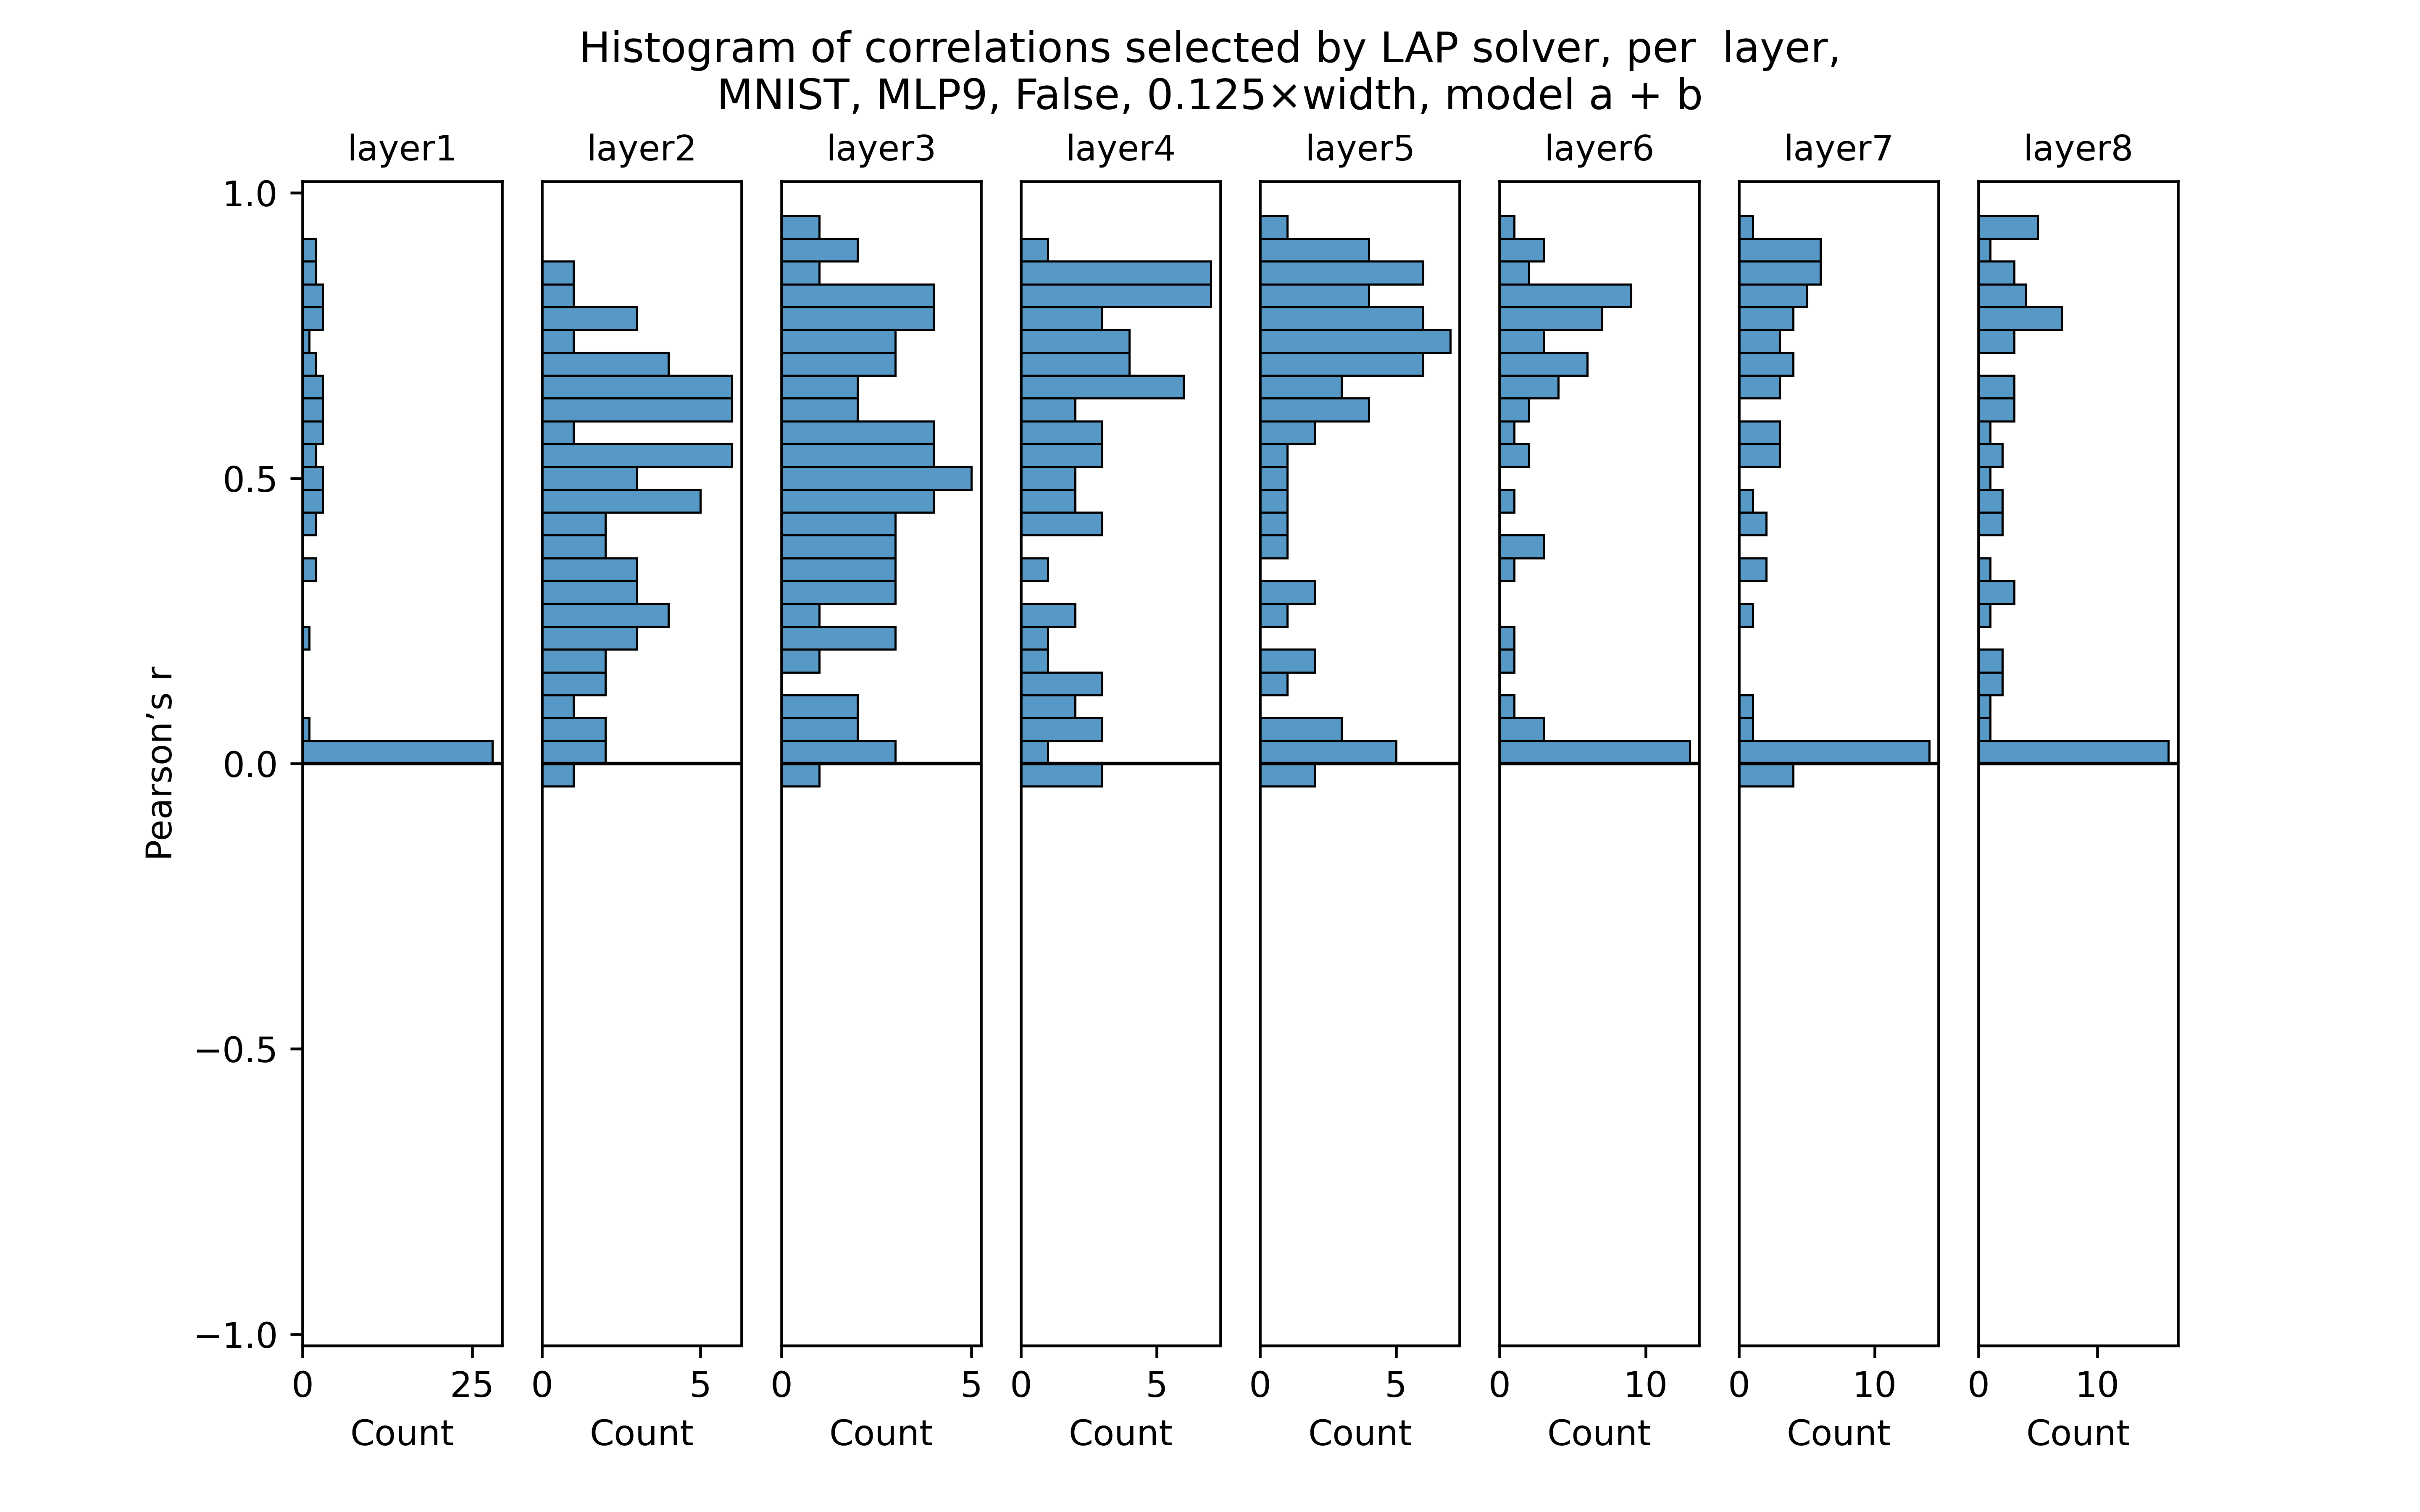 Histogram of correlations selected by LAP solver, per  layer,
MNIST, MLP9, False, 0.125×width, model a + b
layer1 layer2 layer3 layer4 layer5 layer6 layer7 layer8
1.0
0.5
0.0
−0.5
−1.0
Pearson’s r
0 25 0 5 0 5 0 5 0 5 0 10 0 10 0 10
Count Count Count Count Count Count Count Count